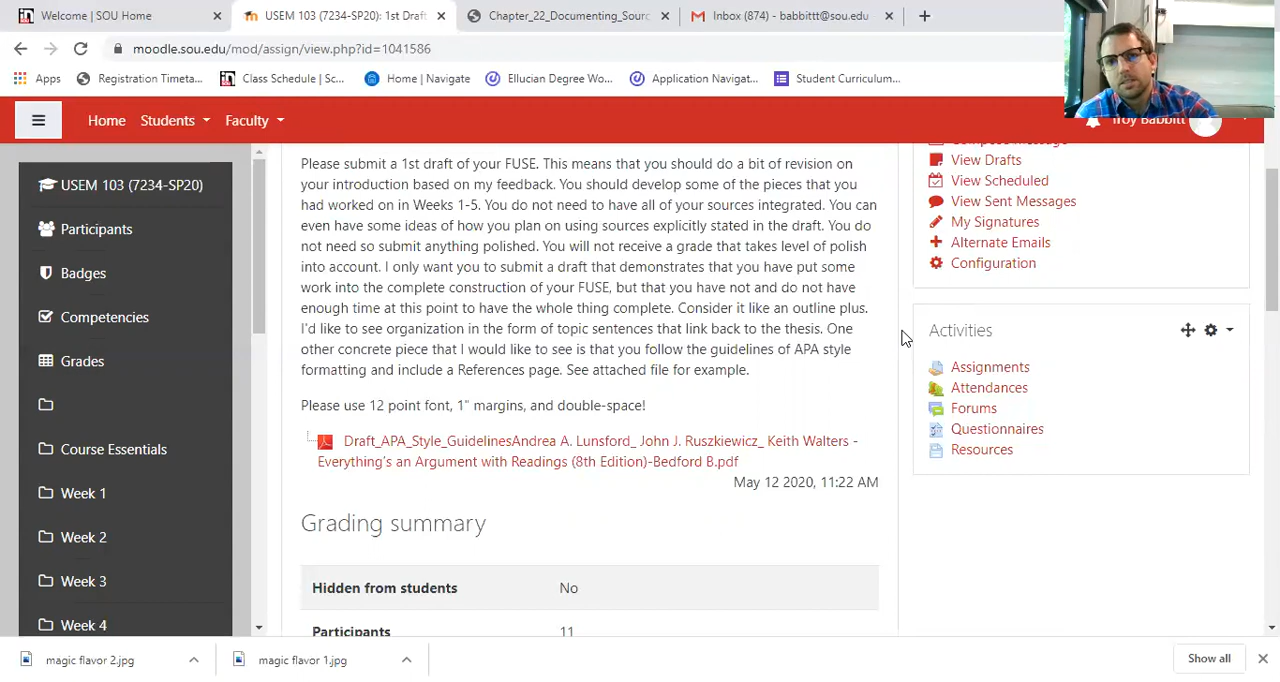 Welcome | SOU Home
USEM 103 (7234-SP20): 1st Draft
Chapter_22_Documenting_Sourc
Inbox (874) - babbittt@sou.edu
moodle.sou.edu/mod/assign/view.php?id=1041586
Apps
Registration Timeta...
Class Schedule | Sc...
Home | Navigate
Ellucian Degree Wo...
Application Navigat...
Student Curriculum...
Home
Students
Faculty
Troy Babbitt
USEM 103 (7234-SP20)
Participants
Badges
Competencies
Grades
Course Essentials
Week 1
Week 2
Week 3
Week 4
Please submit a 1st draft of your FUSE. This means that you should do a bit of revision on
your introduction based on my feedback. You should develop some of the pieces that you
had worked on in Weeks 1-5. You do not need to have all of your sources integrated. You can
even have some ideas of how you plan on using sources explicitly stated in the draft. You do
not need so submit anything polished. You will not receive a grade that takes level of polish
into account. I only want you to submit a draft that demonstrates that you have put some
work into the complete construction of your FUSE, but that you have not and do not have
enough time at this point to have the whole thing complete. Consider it like an outline plus.
I'd like to see organization in the form of topic sentences that link back to the thesis. One
other concrete piece that I would like to see is that you follow the guidelines of APA style
formatting and include a References page. See attached file for example.
Please use 12 point font, 1" margins, and double-space!
Draft_APA_Style_GuidelinesAndrea A. Lunsford_ John J. Ruszkiewicz_ Keith Walters -
Everything's an Argument with Readings (8th Edition)-Bedford B.pdf
May 12 2020, 11:22 AM
Grading summary
Hidden from students No
Participants 11
Compose Message
View Drafts
View Scheduled
View Sent Messages
My Signatures
Alternate Emails
Configuration
Activities
Assignments
Attendances
Forums
Questionnaires
Resources
magic flavor 2.jpg
magic flavor 1.jpg
Show all